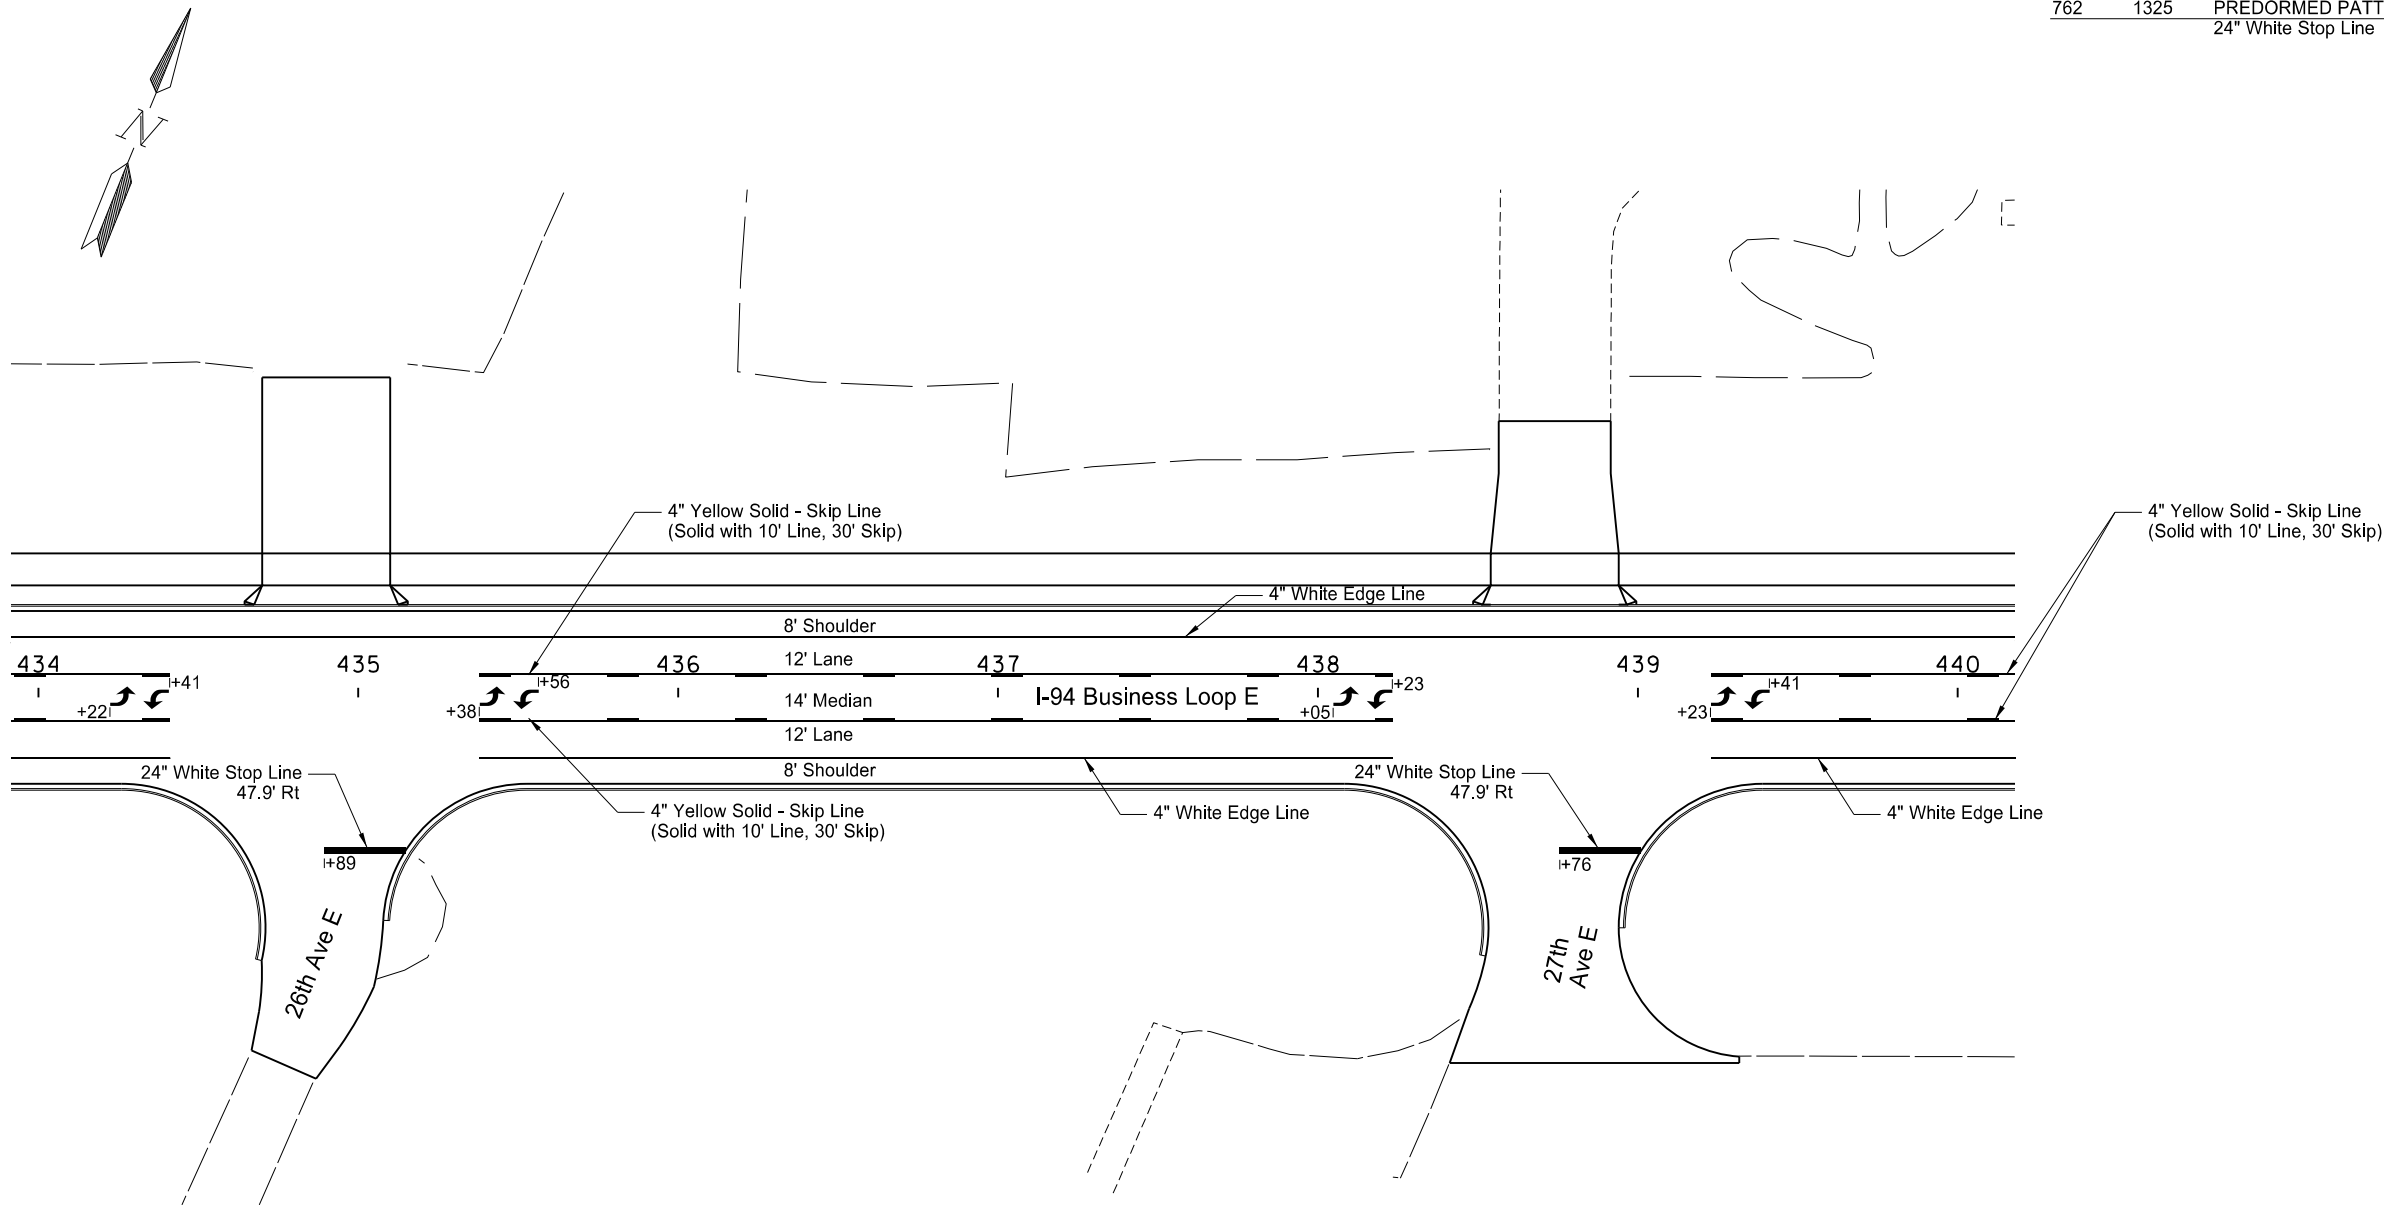 762 1325 PREDORMED PATT
24" White Stop Line
N
4" Yellow Solid - Skip Line
(Solid with 10' Line, 30' Skip)
4" Yellow Solid - Skip Line
(Solid with 10' Line, 30' Skip)
4" White Edge Line
8' Shoulder
434 435 436 12' Lane 437 438 439 440
+41 +56 +23 +41
+22 +38 14' Median I-94 Business Loop E +05 +23
12' Lane
24" White Stop Line
47.9' Rt
8' Shoulder
24" White Stop Line
47.9' Rt
4" Yellow Solid - Skip Line
(Solid with 10' Line, 30' Skip)
4" White Edge Line
4" White Edge Line
+89
+76
26th Ave E
27th
Ave E